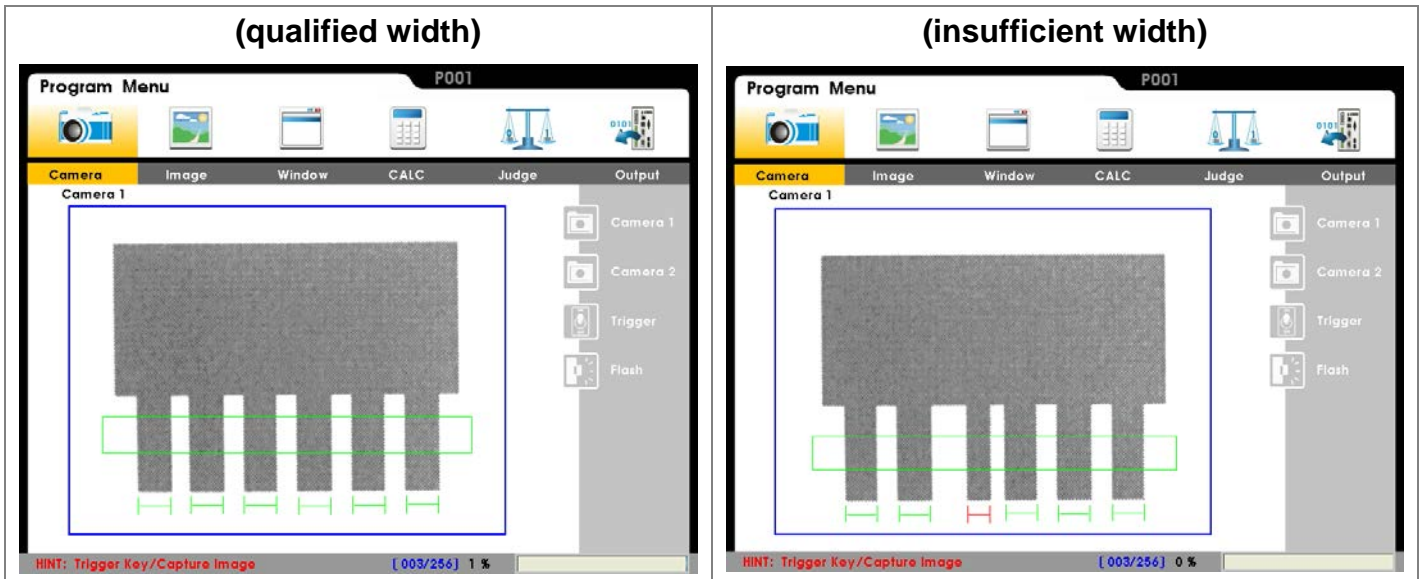 (qualified width)
Program Menu
P001
Camera
Image
Window
CALC
Judge
Output
Camera 1
Camera 1
Camera 2
Trigger
Flash
HINT: Trigger Key/Capture Image
[003/256] 1 %
(insufficient width)
Program Menu
P001
Camera
Image
Window
CALC
Judge
Output
Camera 1
Camera 1
Camera 2
Trigger
Flash
HINT: Trigger Key/Capture Image
[003/256] 0 %